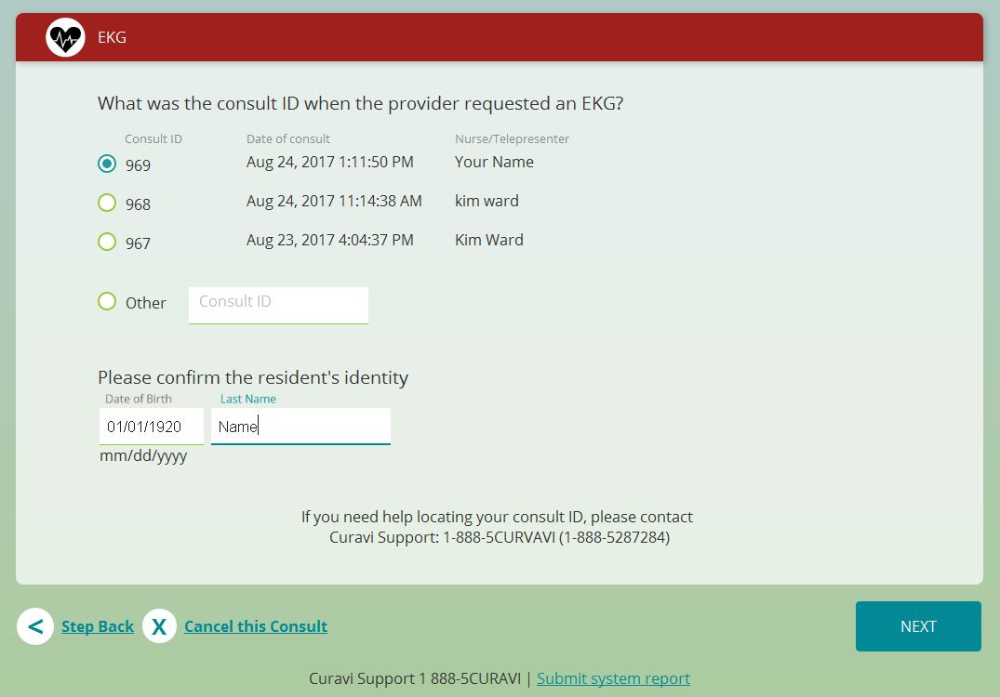 EKG
What was the consult ID when the provider requested an EKG?
Consult ID Date of consult Nurse/Telepresenter
969 Aug 24, 2017 1:11:50 PM Your Name
968 Aug 24, 2017 11:14:38 AM kim ward
967 Aug 23, 2017 4:04:37 PM Kim Ward
Other Consult ID
Please confirm the resident's identity
Date of Birth Last Name
01/01/1920 Name
mm/dd/yyyy
If you need help locating your consult ID, please contact
Curavi Support: 1-888-5CURVAVI (1-888-5287284)
< Step Back X Cancel this Consult NEXT
Curavi Support 1 888-5CURAVI | Submit system report